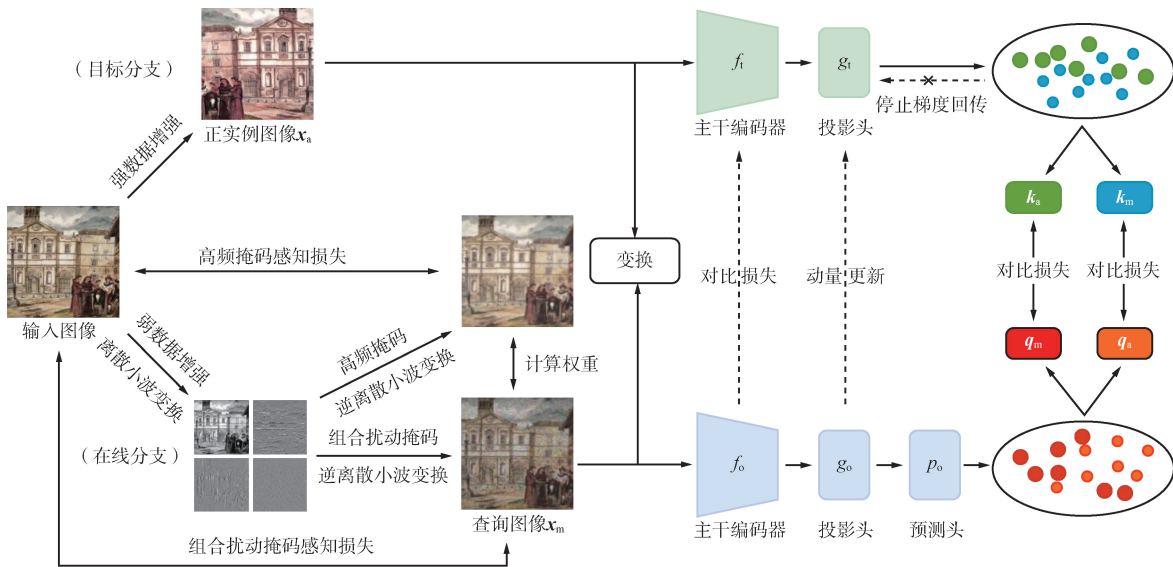 （目标分支）
正实例图像xa
强数据增强
ft
gt
主干编码器
投影头
停止梯度回传
ka
km
高频掩码感知损失
变换
对比损失
动量更新
对比损失
对比损失
输入图像
弱数据增强
离散小波变换
高频掩码
逆离散小波变换
计算权重
qm
qa
（在线分支）
组合扰动掩码
逆离散小波变换
fo
go
po
查询图像xm
主干编码器
投影头
预测头
组合扰动掩码感知损失